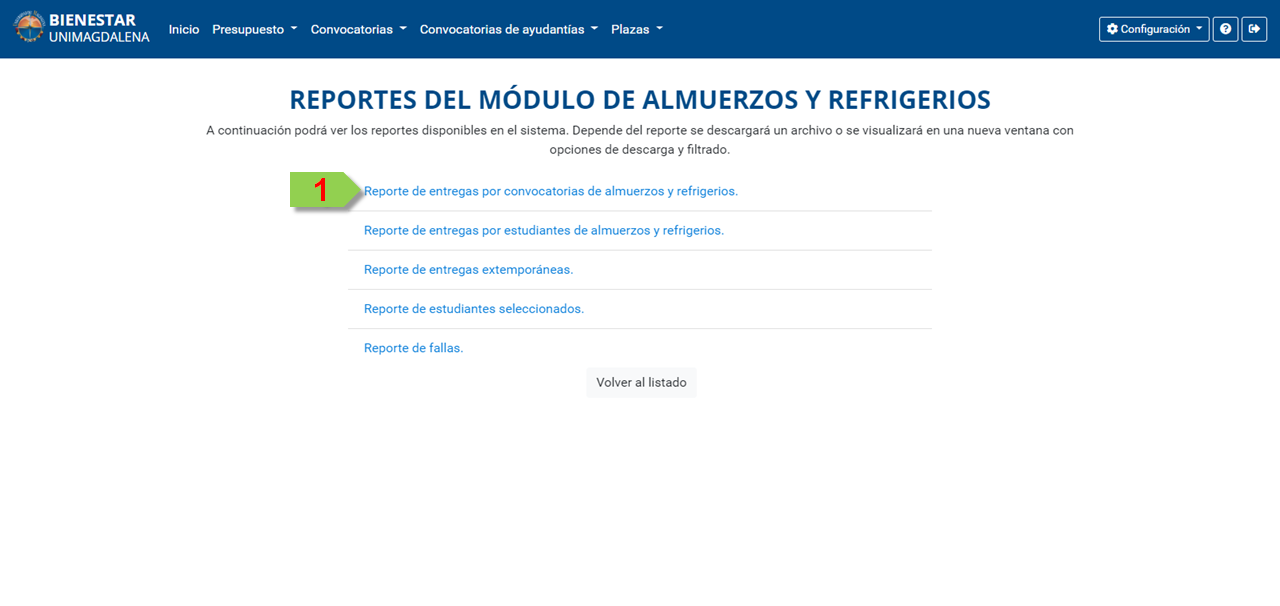 BIENESTAR
UNIMAGDALENA
Inicio Presupuesto Convocatorias Convocatorias de ayudantías Plazas Configuración
REPORTES DEL MÓDULO DE ALMUERZOS Y REFRIGERIOS
A continuación podrá ver los reportes disponibles en el sistema. Depende del reporte se descargará un archivo o se visualizará en una nueva ventana con
opciones de descarga y filtrado.
1 Reporte de entregas por convocatorias de almuerzos y refrigerios.
Reporte de entregas por estudiantes de almuerzos y refrigerios.
Reporte de entregas extemporáneas.
Reporte de estudiantes seleccionados.
Reporte de fallas.
Volver al listado